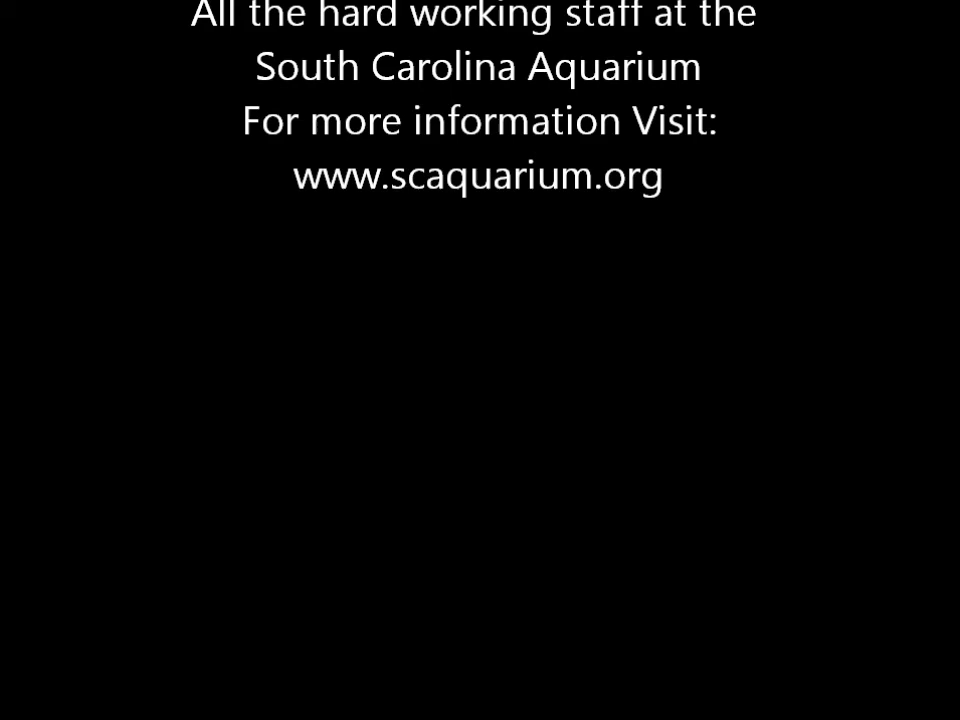 All the hard working staff at the
South Carolina Aquarium
For more information Visit:
www.scaquarium.org